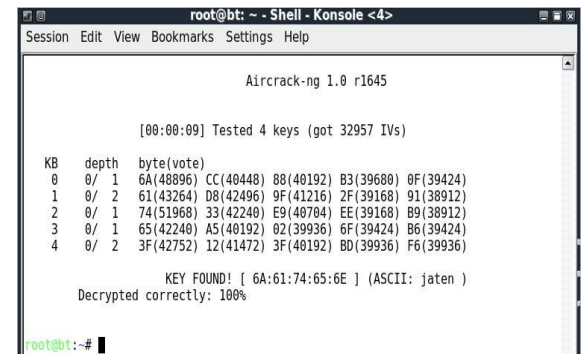 root@bt: ~ - Shell - Konsole <4>
Session Edit View Bookmarks Settings Help
Aircrack-ng 1.0 r1645
[00:00:09] Tested 4 keys (got 32957 IVs)
KB depth byte(vote)
0 0/ 1 6A(48896) CC(40448) 88(40192) B3(39680) 0F(39424)
1 0/ 2 61(43264) D8(42496) 9F(41216) 2F(39168) 91(38912)
2 0/ 1 74(51968) 33(42240) E9(40704) EE(39168) B9(38912)
3 0/ 1 65(42240) A5(40192) 02(39936) 6F(39424) B6(39424)
4 0/ 2 3F(42752) 12(41472) 3F(40192) BD(39936) F6(39936)
KEY FOUND! [ 6A:61:74:65:6E ] (ASCII: jaten )
Decrypted correctly: 100%
root@bt:~#